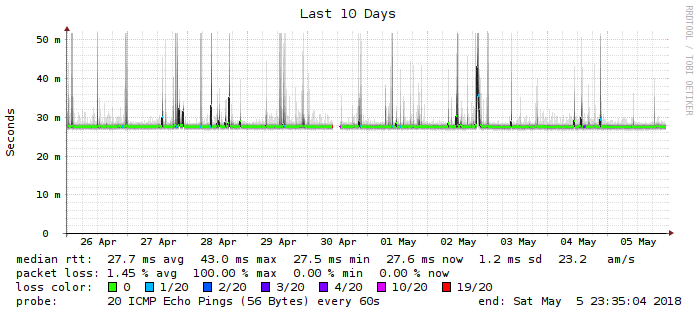 Last 10 Days
RRDTOOL / TOBI OETIKER
Seconds
50 m
40 m
30 m
20 m
10 m
0
26 Apr 27 Apr 28 Apr 29 Apr 30 Apr 01 May 02 May 03 May 04 May 05 May
median rtt: 27.7 ms avg 43.0 ms max 27.5 ms min 27.6 ms now 1.2 ms sd 23.2 am/s
packet loss: 1.45 % avg 100.00 % max 0.00 % min 0.00 % now
loss color: 0 1/20 2/20 3/20 4/20 10/20 19/20
probe: 20 ICMP Echo Pings (56 Bytes) every 60s end: Sat May 5 23:35:04 2018